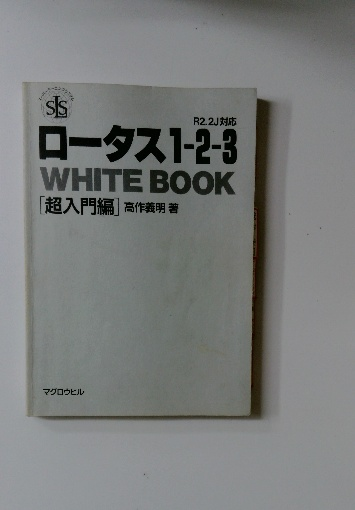 SLS
R2.2J対応
ロータス1-2-3
WHITE BOOK
[超入門編] 高作義明 著
マグロウヒル